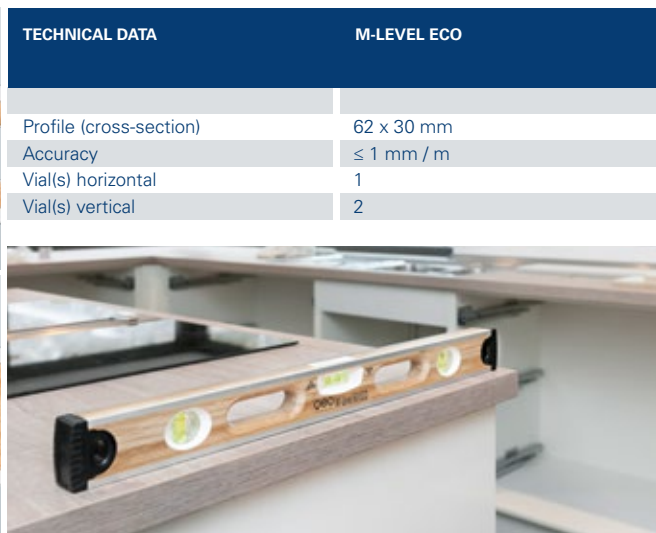 TECHNICAL DATA M-LEVEL ECO
Profile (cross-section) 62 x 30 mm
Accuracy ≤ 1 mm / m
Vial(s) horizontal 1
Vial(s) vertical 2
geo